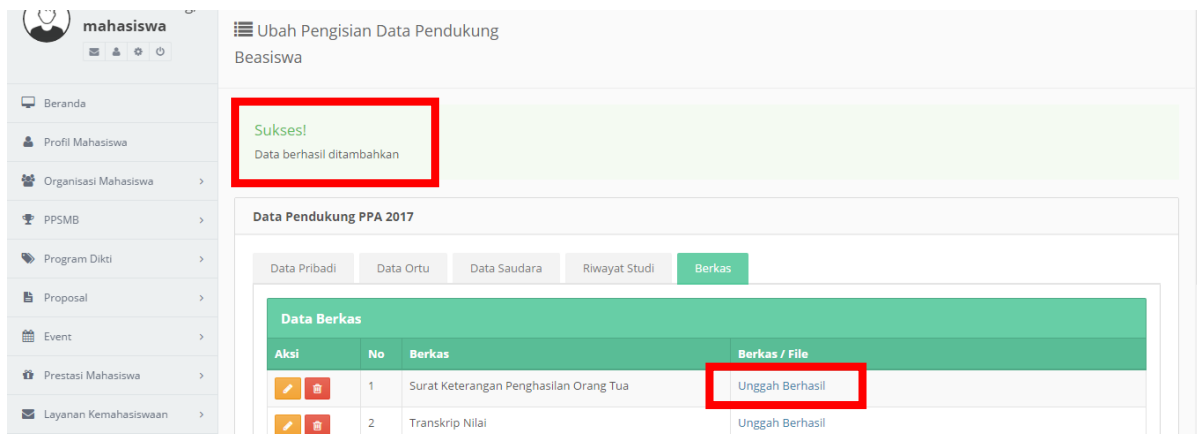 mahasiswa
Ubah Pengisian Data Pendukung
Beasiswa
Beranda
Profil Mahasiswa
Organisasi Mahasiswa
PPSMB
Program Dikti
Proposal
Event
Prestasi Mahasiswa
Layanan Kemahasiswaan
Sukses!
Data berhasil ditambahkan
Data Pendukung PPA 2017
Data Pribadi Data Ortu Data Saudara Riwayat Studi Berkas
Data Berkas
Aksi No Berkas Berkas / File
1 Surat Keterangan Penghasilan Orang Tua Unggah Berhasil
2 Transkrip Nilai Unggah Berhasil